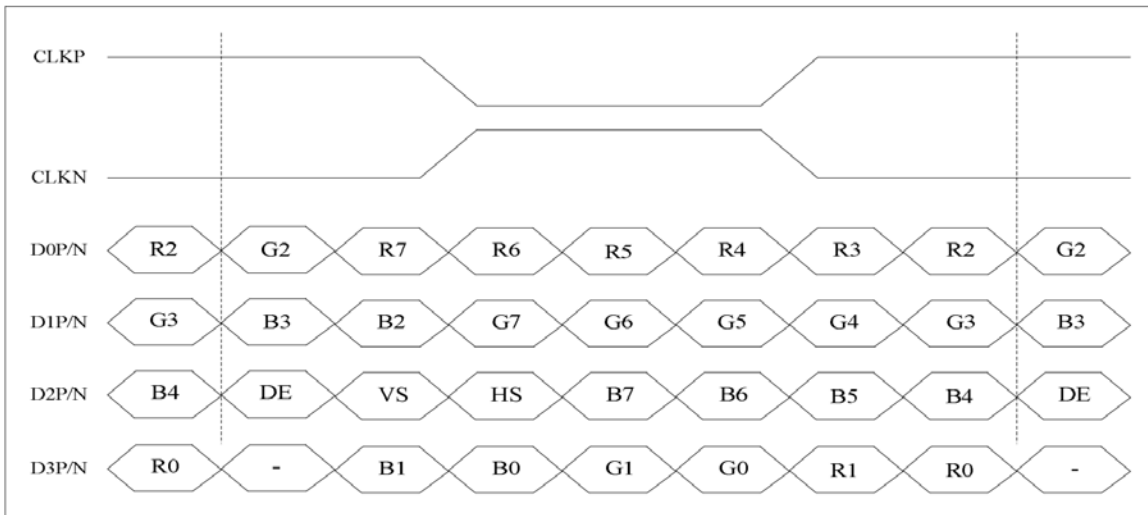 CLKP
CLKN
D0P/N R2 G2 R7 R6 R5 R4 R3 R2 G2
D1P/N G3 B3 B2 G7 G6 G5 G4 G3 B3
D2P/N B4 DE VS HS B7 B6 B5 B4 DE
D3P/N R0 - B1 B0 G1 G0 R1 R0 -